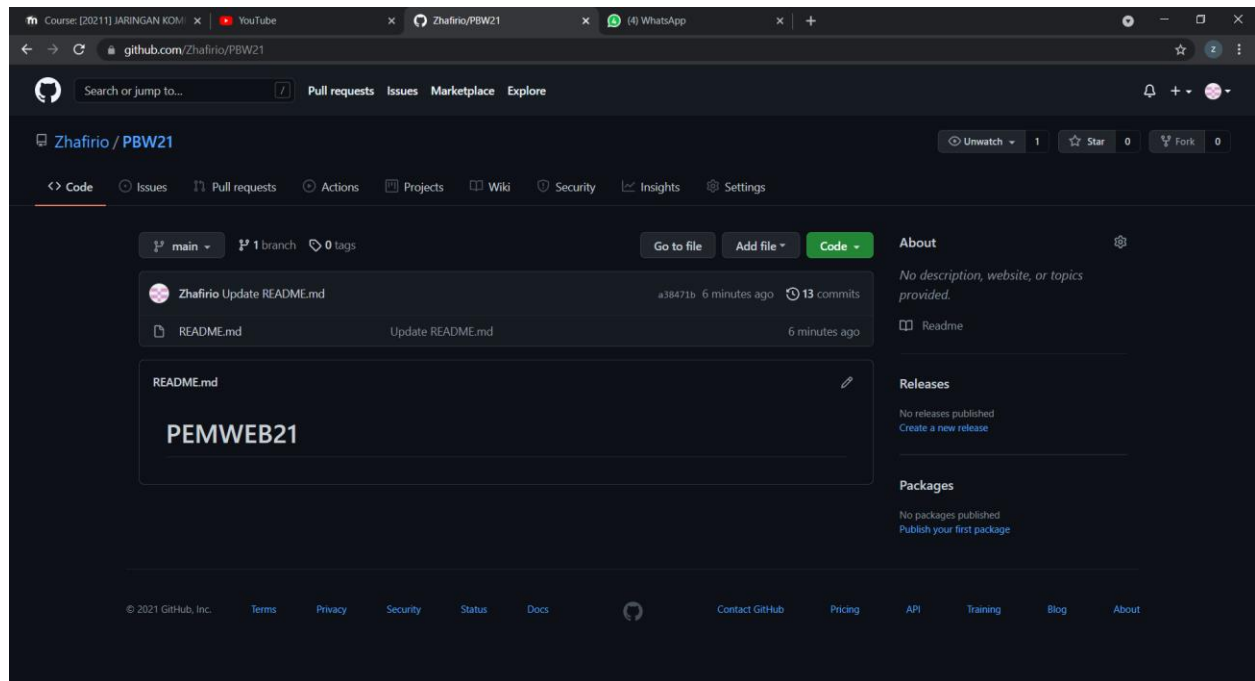 Course: [20211] JARINGAN KOM YouTube Zhafirio/PBW21 (4) WhatsApp
github.com/Zhafirio/PBW21 z
Search or jump to... / Pull requests Issues Marketplace Explore
Zhafirio / PBW21 Unwatch 1 Star 0 Fork 0
<> Code Issues Pull requests Actions Projects Wiki Security Insights Settings
main 1 branch 0 tags Go to file Add file Code
Zhafirio Update README.md a38471b 6 minutes ago 13 commits
README.md Update README.md 6 minutes ago
README.md
PEMWEB21
About
No description, website, or topics
provided.
Readme
Releases
No releases published
Create a new release
Packages
No packages published
Publish your first package
© 2021 GitHub, Inc. Terms Privacy Security Status Docs Contact GitHub Pricing API Training Blog About